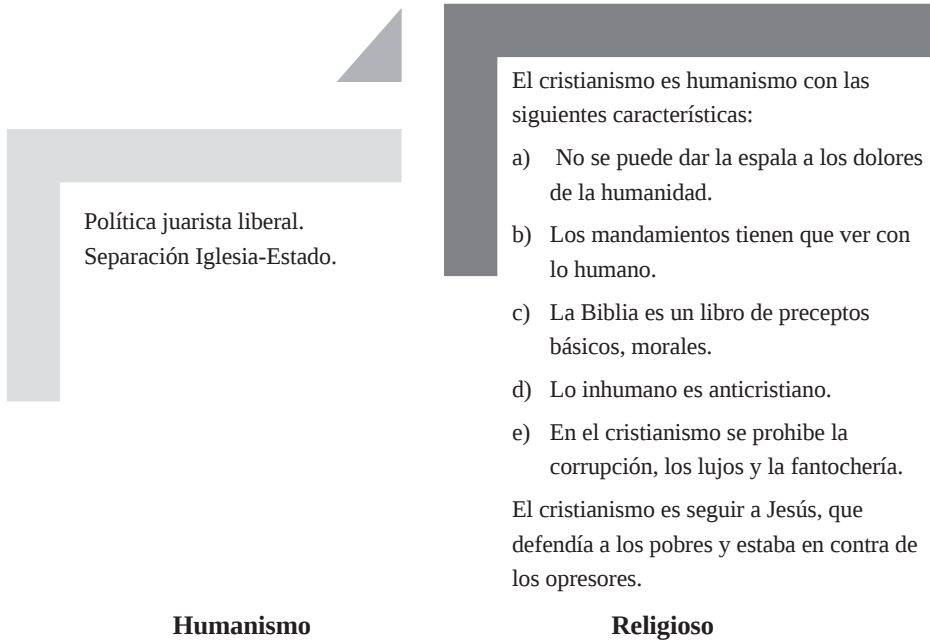 Política juarista liberal.
Separación Iglesia-Estado.
El cristianismo es humanismo con las
siguientes características:
a) No se puede dar la espala a los dolores
de la humanidad.
b) Los mandamientos tienen que ver con
lo humano.
c) La Biblia es un libro de preceptos
básicos, morales.
d) Lo inhumano es anticristiano.
e) En el cristianismo se prohibe la
corrupción, los lujos y la fantochería.
El cristianismo es seguir a Jesús, que
defendía a los pobres y estaba en contra de
los opresores.
Humanismo
Religioso